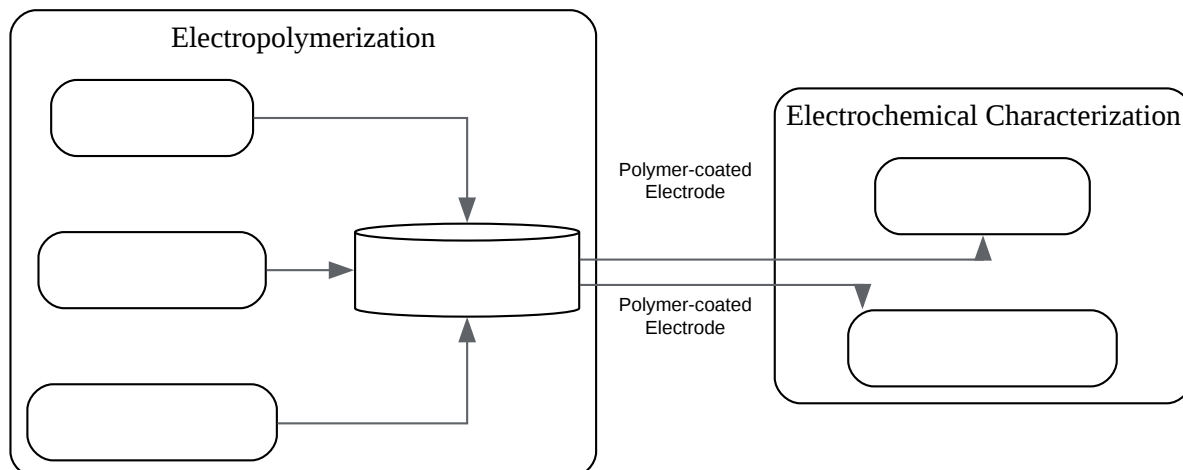 Electropolymerization
Electrochemical Characterization
Polymer-coated
Electrode
Polymer-coated
Electrode